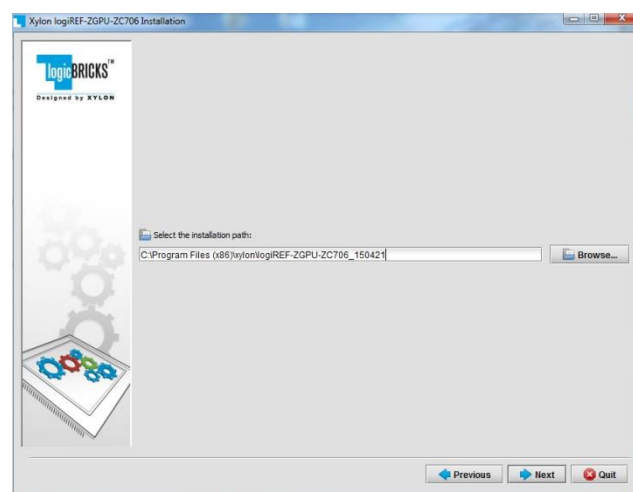 Xylon logiREF-ZGPU-ZC706 Installation
logicBRICKS™
Designed by XYLON
Select the installation path:
C:\Program Files (x86)\xylon\logiREF-ZGPU-ZC706_150421
Browse...
Previous
Next
Quit